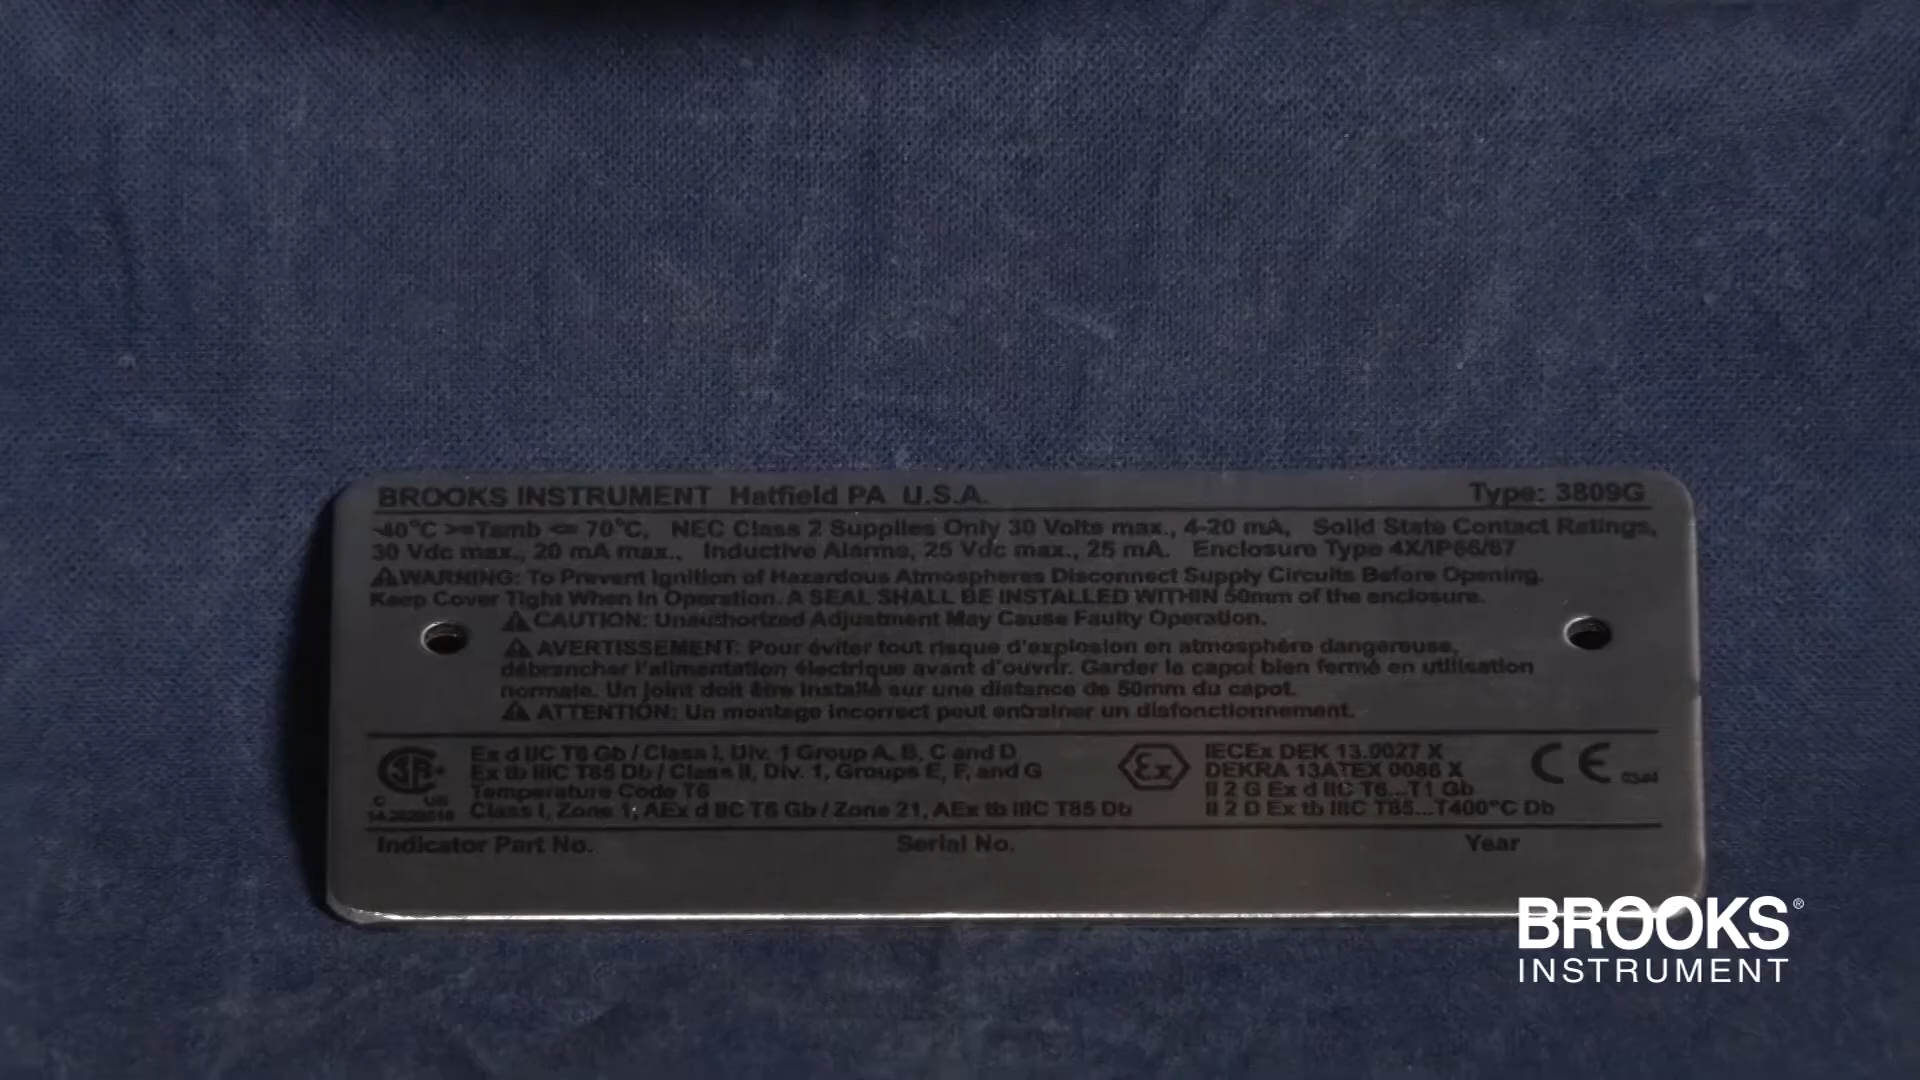 BROOKS INSTRUMENT Hatfield PA U.S.A. Type: 3809G
-40°C >=Tamb <= 70°C, NEC Class 2 Supplies Only 30 Volts max., 4-20 mA, Solid State Contact Ratings,
30 Vdc max., 20 mA max., Inductive Alarms, 25 Vdc max., 25 mA. Enclosure Type 4X/IP66/67
⚠WARNING: To Prevent Ignition of Hazardous Atmospheres Disconnect Supply Circuits Before Opening.
Keep Cover Tight When In Operation. A SEAL SHALL BE INSTALLED WITHIN 50mm of the enclosure.
⚠CAUTION: Unauthorized Adjustment May Cause Faulty Operation.
⚠ AVERTISSEMENT: Pour éviter tout risque d'explosion en atmosphère dangereuse,
débrancher l'alimentation électrique avant d'ouvrir. Garder le capot bien fermé en utilisation
normale. Un joint doit être installé sur une distance de 50mm du capot.
⚠ ATTENTION: Un montage incorrect peut entrainer un disfonctionnement.
Ex d IIC T6 Gb / Class I, Div. 1 Group A, B, C and D
Ex tb IIIC T85 Db / Class II, Div. 1, Groups E, F, and G
Temperature Code T6
Class I, Zone 1, AEx d IIC T6 Gb / Zone 21, AEx tb IIIC T85 Db
C US
Ex
IECEx DEK 13.0027 X
DEKRA 13ATEX 0086 X
II 2 G Ex d IIC T6...T1 Gb
II 2 D Ex tb IIIC T85...T400°C Db
CE
Indicator Part No. Serial No. Year
BROOKS®
INSTRUMENT